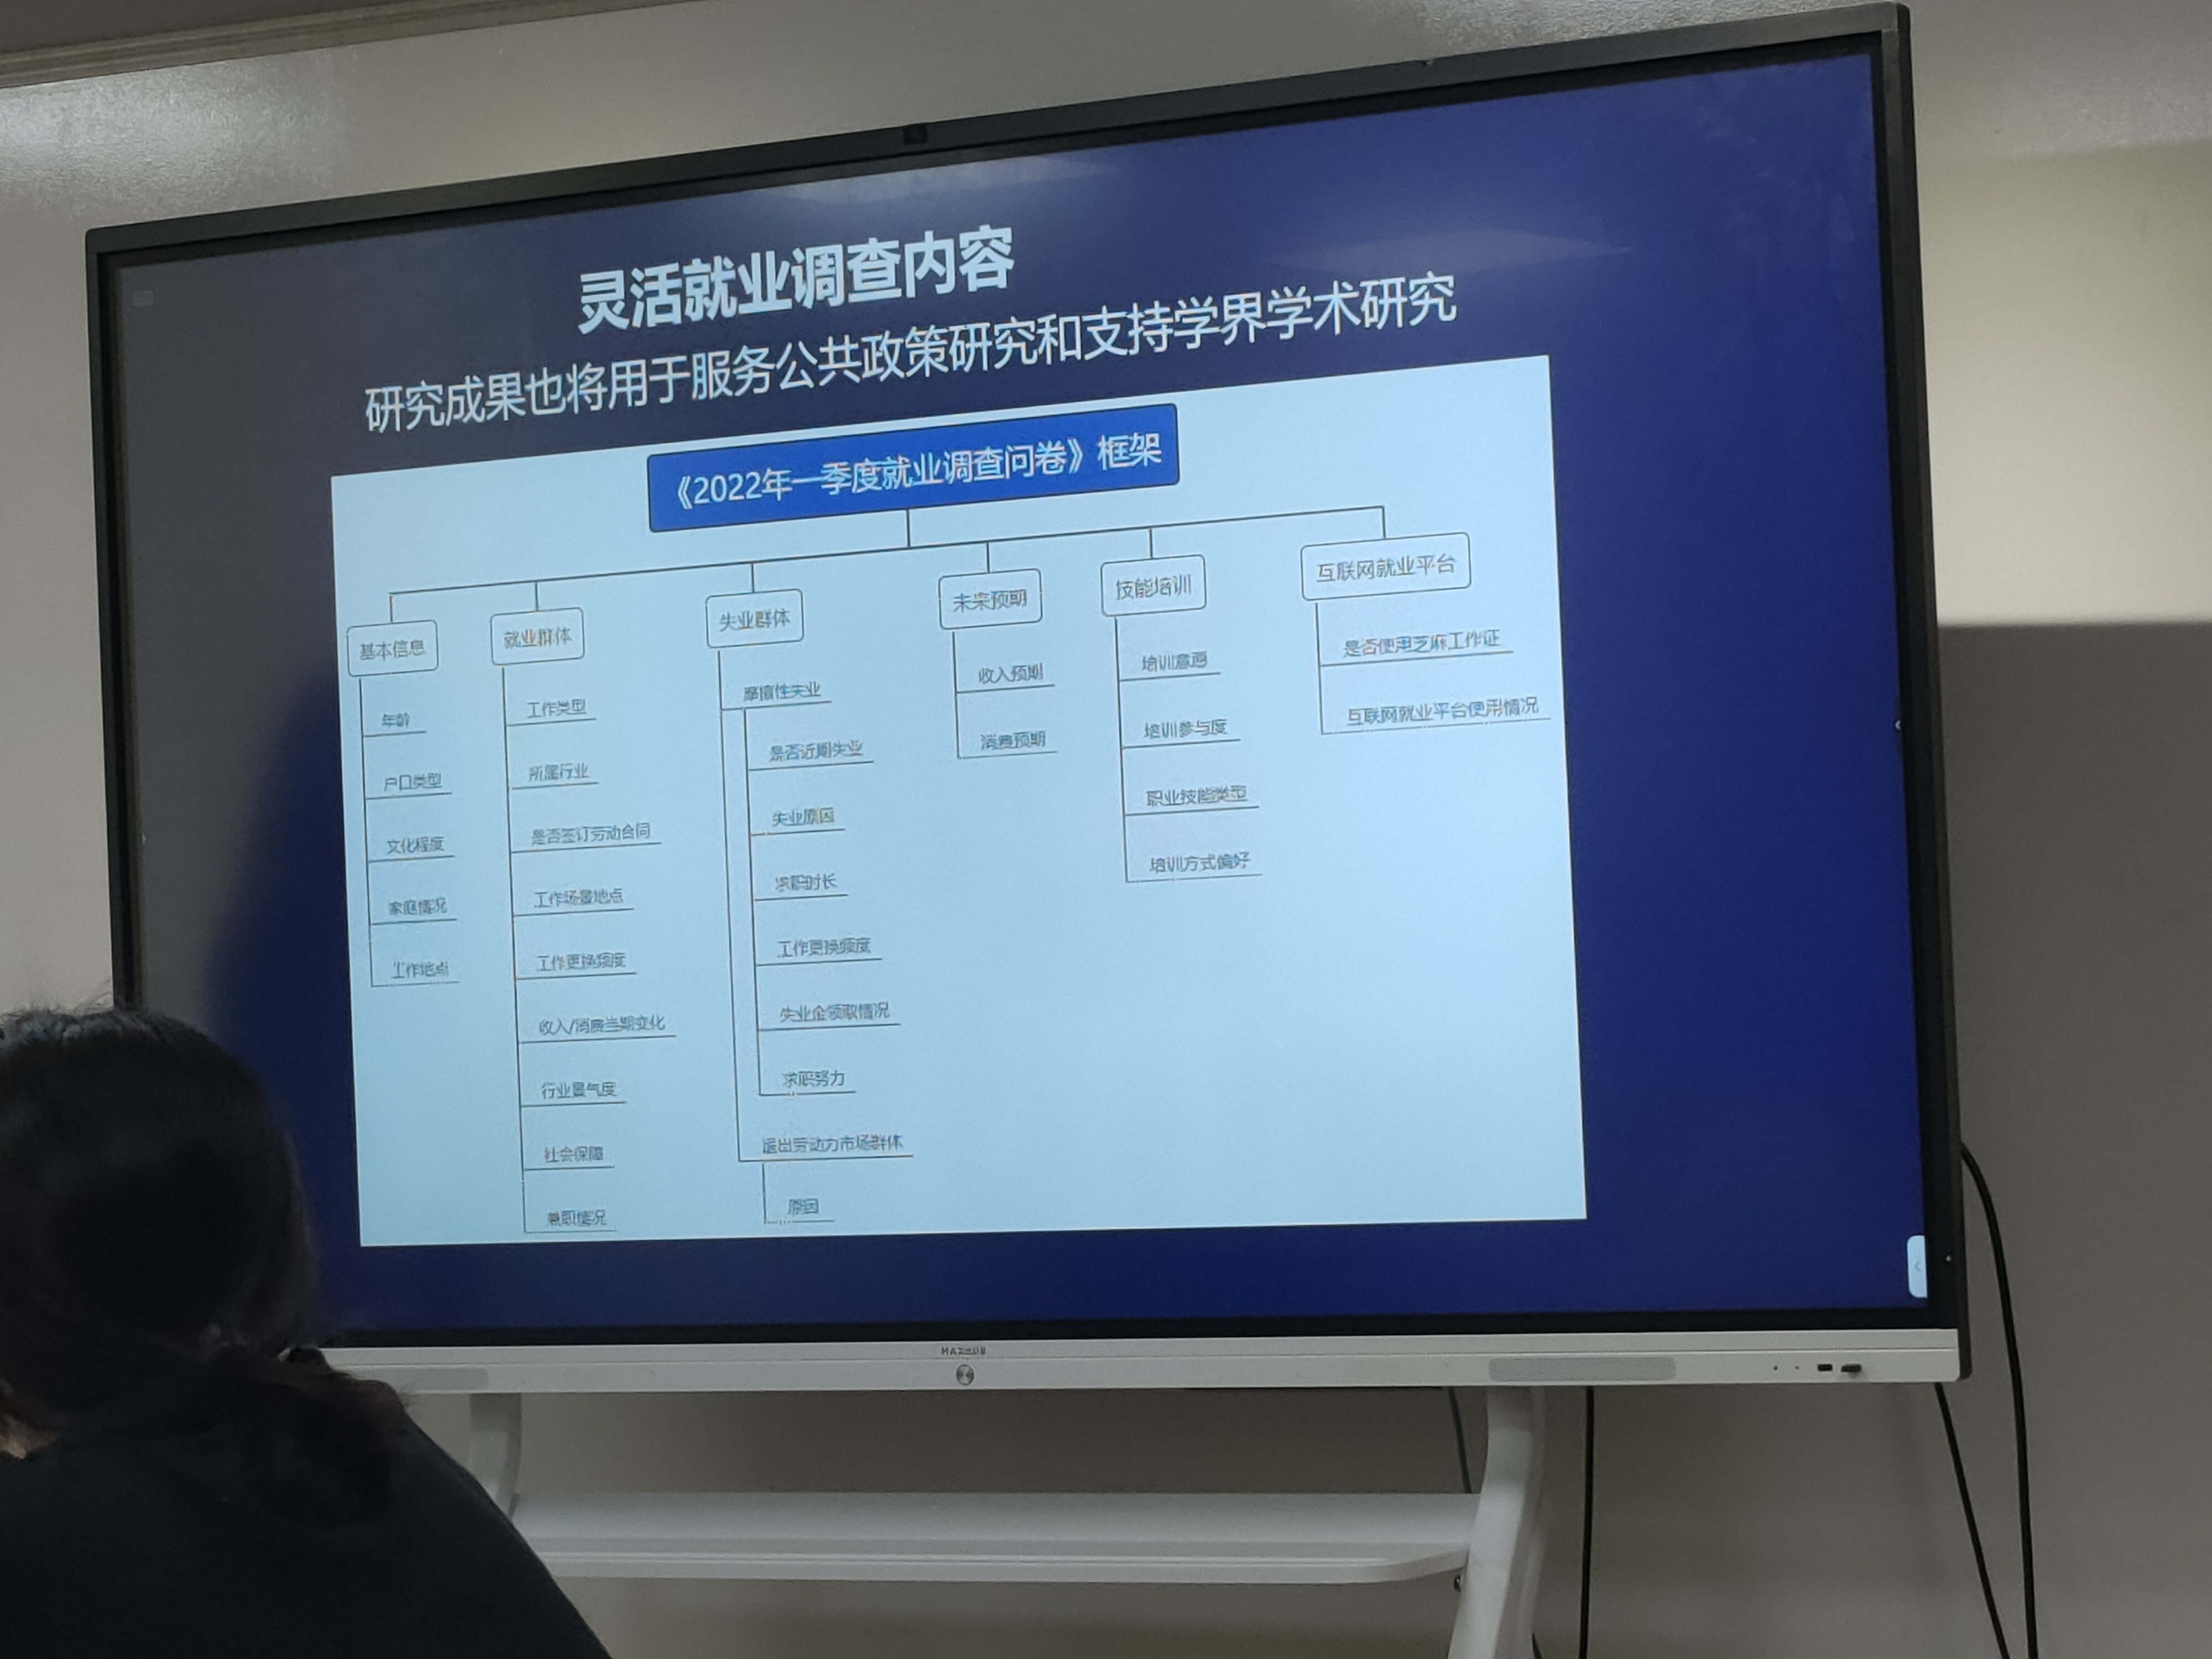 灵活就业调查内容
研究成果也将用于服务公共政策研究和支持学界学术研究
《2022年一季度就业调查问卷》框架
基本信息
年龄
户口类型
文化程度
家庭情况
工作地点
就业群体
工作类型
所属行业
是否签订劳动合同
工作场景地点
工作更换频度
收入/消费当期变化
行业景气度
社会保障
兼职情况
失业群体
摩擦性失业
是否近期失业
失业原因
求职时长
工作更换频度
失业金领取情况
求职努力
退出劳动力市场群体
原因
未来预期
收入预期
消费预期
技能培训
培训意愿
培训参与度
职业技能类型
培训方式偏好
互联网就业平台
是否使用芝麻工作证
互联网就业平台使用情况